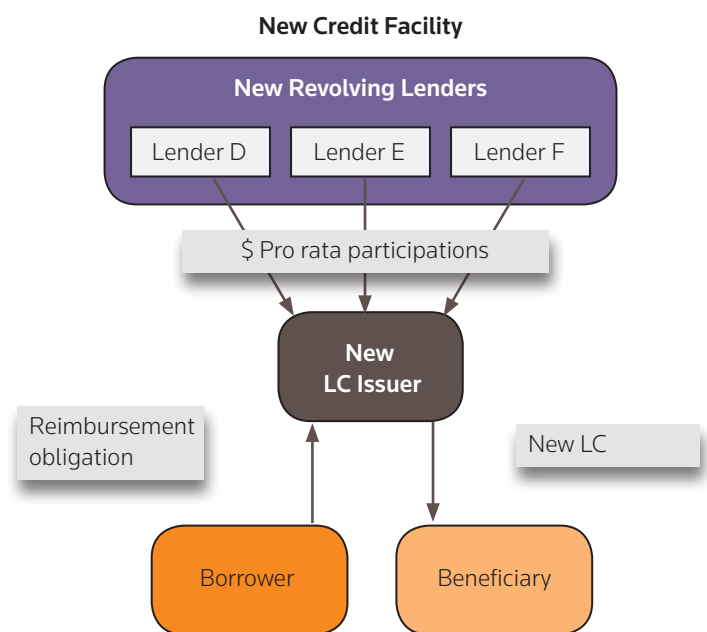 New Credit Facility
New Revolving Lenders
Lender D
Lender E
Lender F
$ Pro rata participations
New
LC Issuer
Reimbursement
obligation
New LC
Borrower
Beneficiary